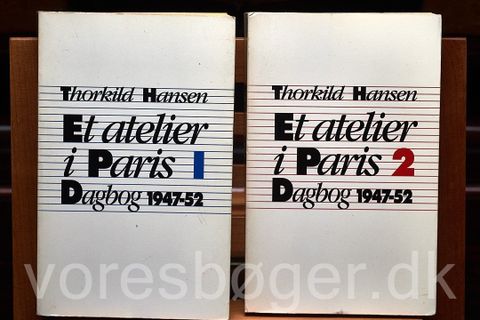 Thorkild Hansen
Et atelier
i Paris 1
Dagbog 1947-52
Thorkild Hansen
Et atelier
i Paris 2
Dagbog 1947-52
voresbøger.dk